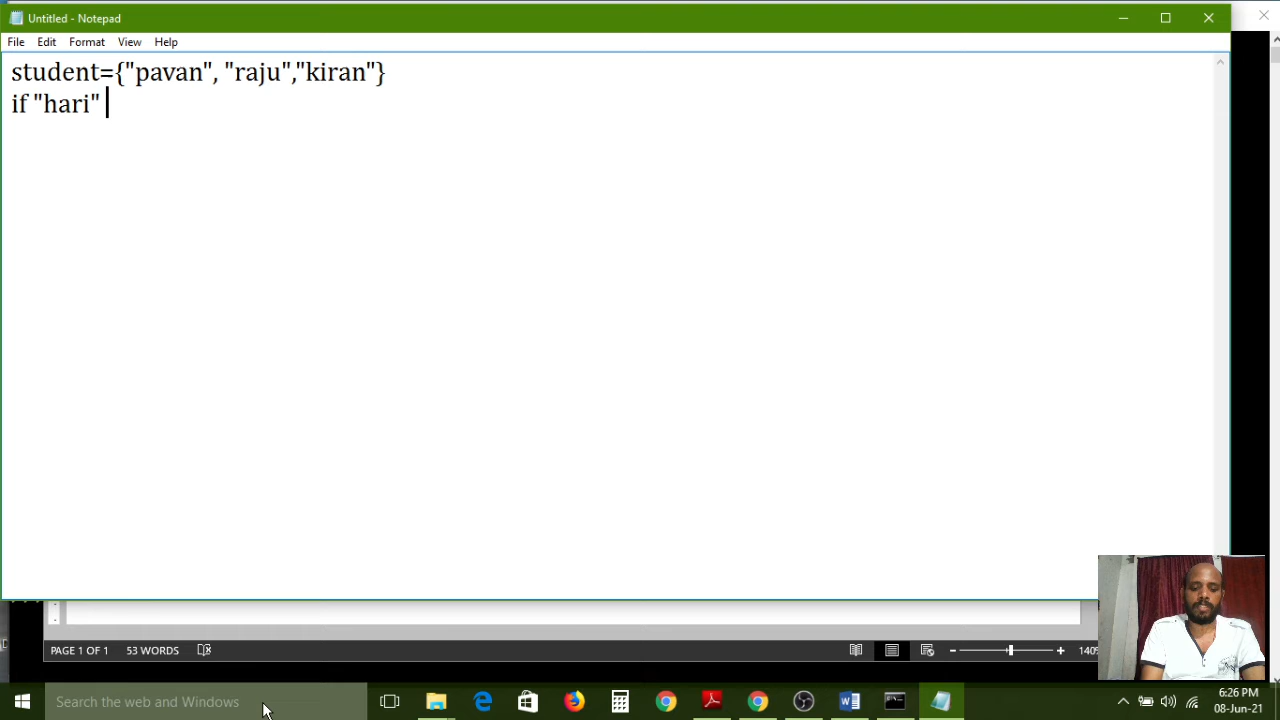 Untitled - Notepad
File Edit Format View Help
student={"pavan", "raju","kiran"}
if "hari"
PAGE 1 OF 1 53 WORDS
140%
Search the web and Windows
6:26 PM
08-Jun-21